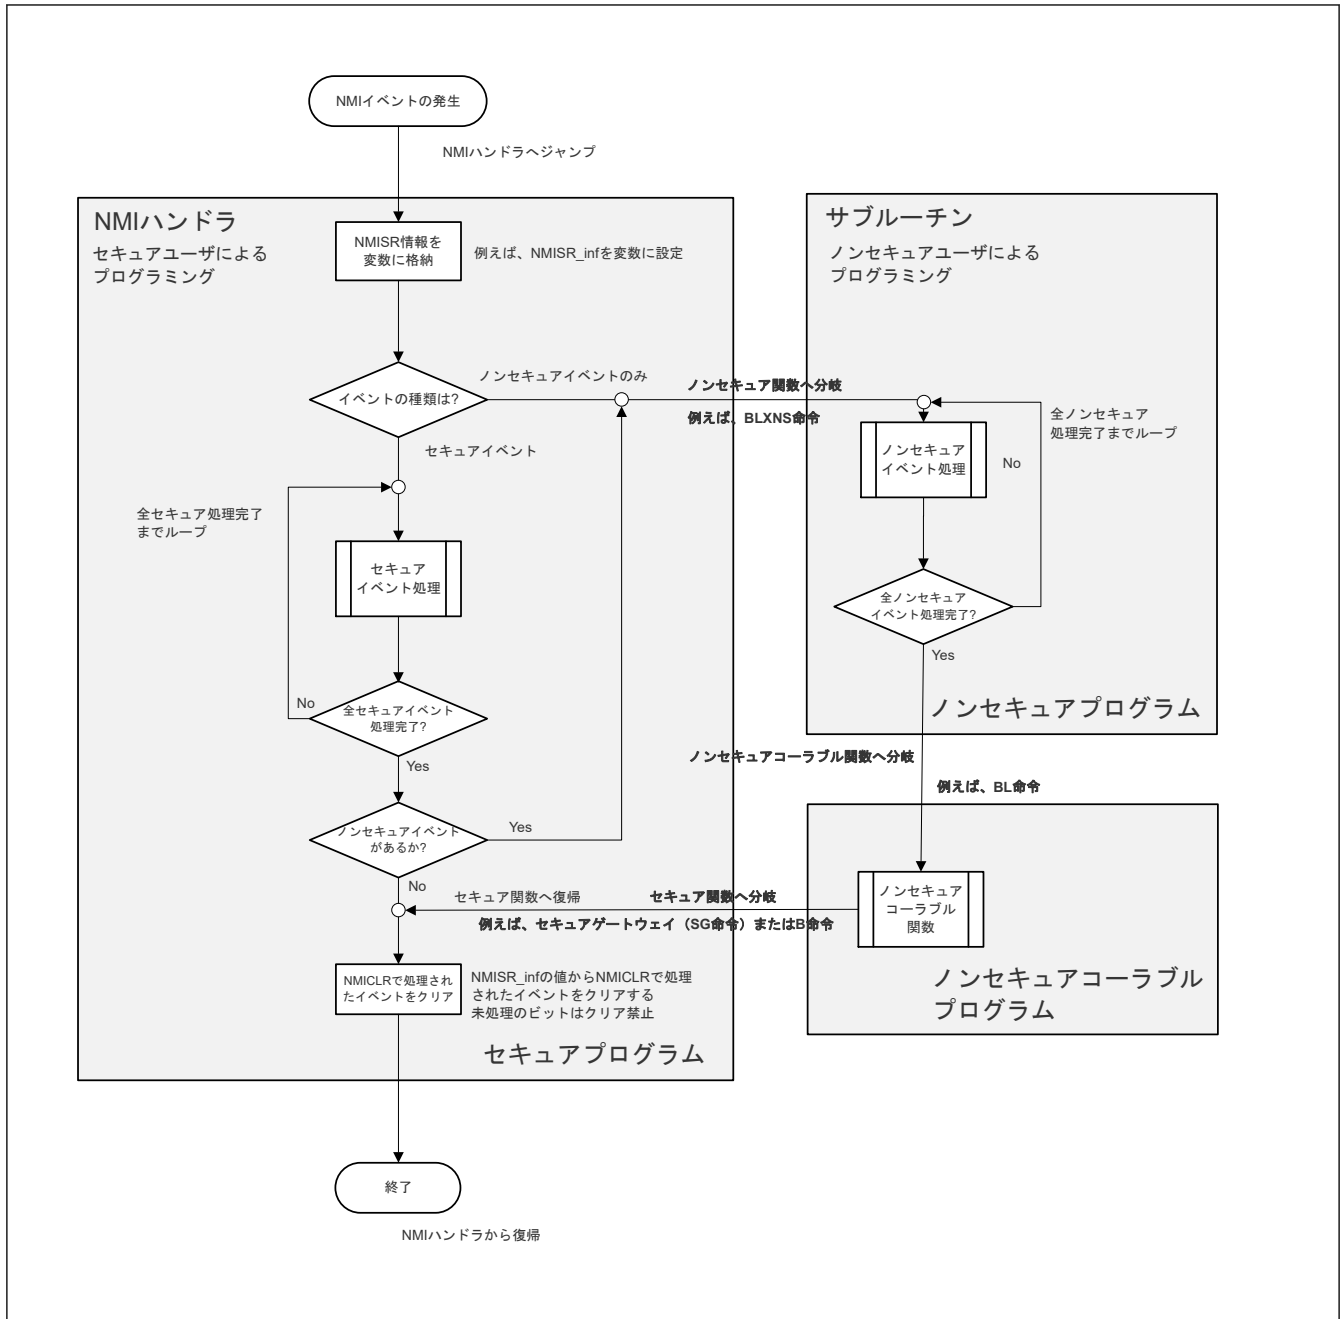 NMIイベントの発生
NMIハンドラへジャンプ
NMIハンドラ
セキュアユーザによる
プログラミング
NMISR情報を
変数に格納
例えば、NMISR_infを変数に設定
イベントの種類は?
ノンセキュアイベントのみ
セキュアイベント
全セキュア処理完了
までループ
セキュア
イベント処理
全セキュアイベント
処理完了?
No
Yes
ノンセキュアイベント
があるか?
Yes
No
セキュア関数へ復帰
NMICLRで処理され
たイベントをクリア
NMISR_infの値からNMICLRで処理
されたイベントをクリアする
未処理のビットはクリア禁止
セキュアプログラム
終了
NMIハンドラから復帰
ノンセキュア関数へ分岐
例えば、BLXNS命令
サブルーチン
ノンセキュアユーザによる
プログラミング
全ノンセキュア
処理完了までループ
ノンセキュア
イベント処理
No
全ノンセキュア
イベント処理完了?
Yes
ノンセキュアプログラム
ノンセキュアコーラブル関数へ分岐
例えば、BL命令
ノンセキュア
コーラブル
関数
セキュア関数へ分岐
例えば、セキュアゲートウェイ（SG命令）またはB命令
ノンセキュアコーラブル
プログラム